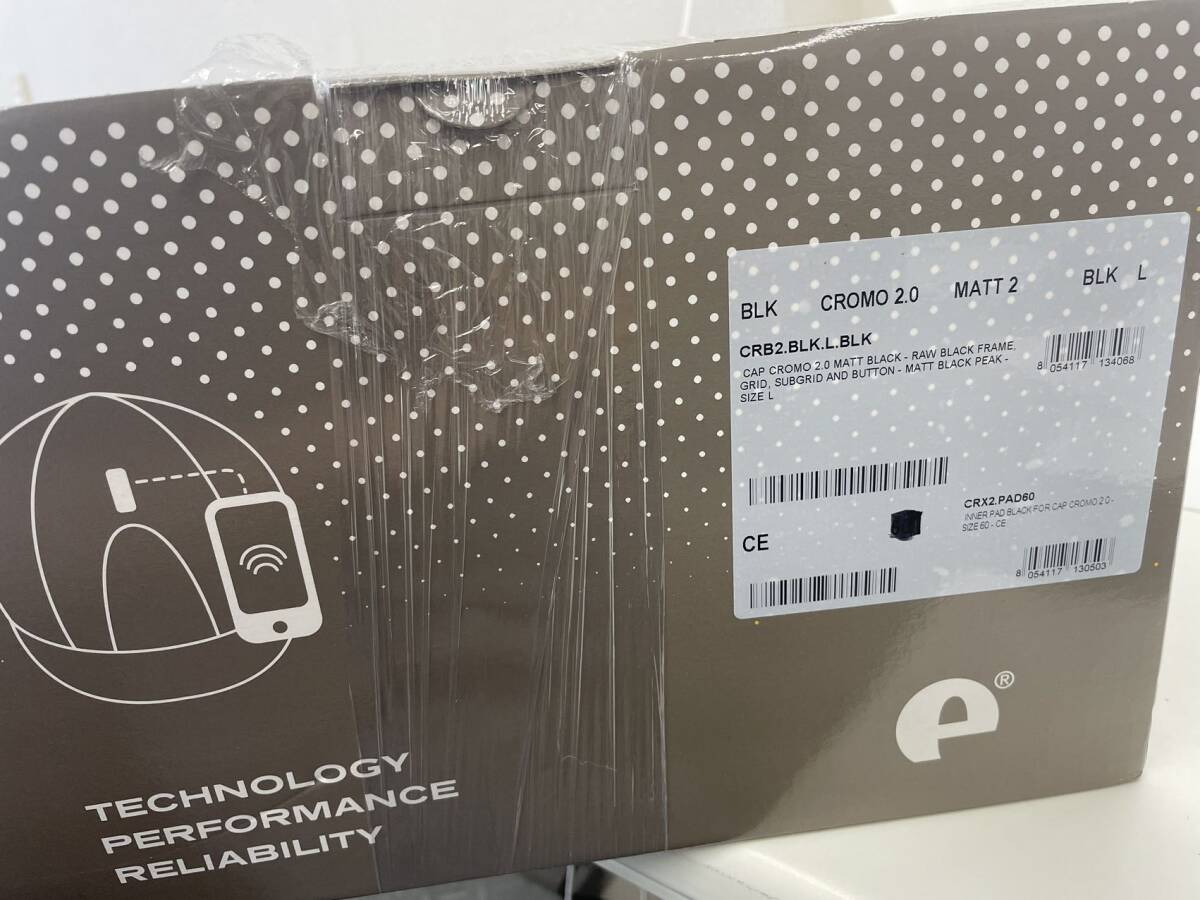 BLK CROMO 2.0 MATT 2 BLK L
CRB2.BLK.L.BLK
CAP CROMO 2.0 MATT BLACK - RAW BLACK FRAME,
GRID, SUBGRID AND BUTTON - MATT BLACK PEAK -
SIZE L
8 054117 134068
CRX2.PAD60
INNER PAD BLACK FOR CAP CROMO 2.0 -
SIZE 60 - CE
CE
8 054117 130503
e®
TECHNOLOGY
PERFORMANCE
RELIABILITY